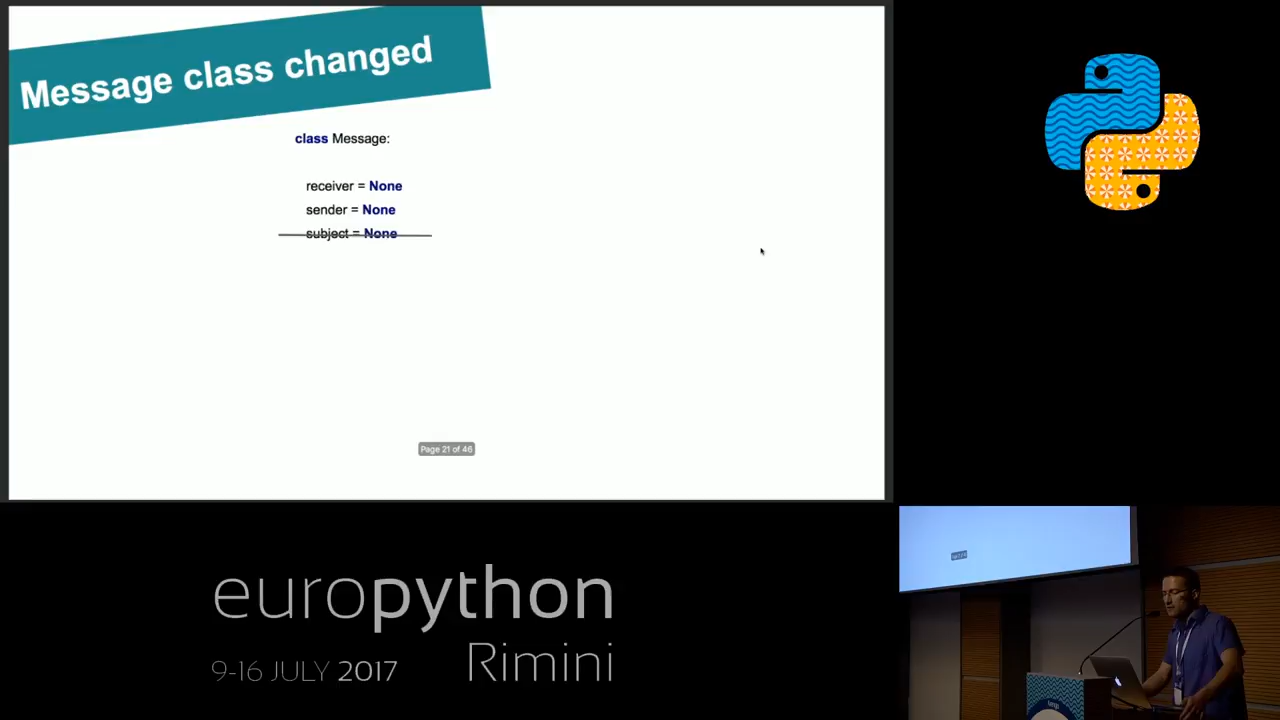 Message class changed
class Message:
receiver = None
sender = None
subject = None
Page 21 of 46
europython
9-16 JULY 2017
Rimini